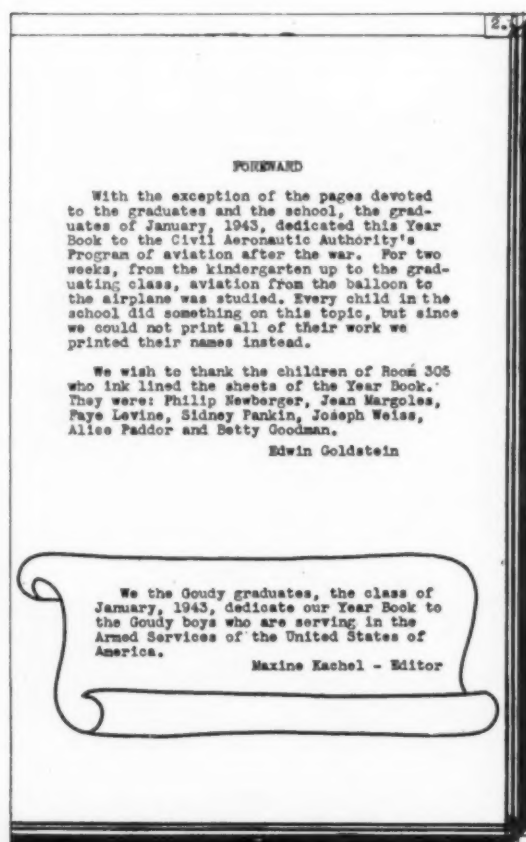 2.
FOREWARD
With the exception of the pages devoted
to the graduates and the school, the grad-
uates of January, 1943, dedicated this Year
Book to the Civil Aeronautic Authority's
Program of aviation after the war. For two
weeks, from the kindergarten up to the grad-
uating class, aviation from the balloon to
the airplane was studied. Every child in the
school did something on this topic, but since
we could not print all of their work we
printed their names instead.
We wish to thank the children of Room 305
who ink lined the sheets of the Year Book.
They were: Philip Newberger, Jean Margoles,
Faye Levine, Sidney Pankin, Joseph Weiss,
Alice Paddor and Betty Goodman.
Edwin Goldstein
We the Goudy graduates, the class of
January, 1943, dedicate our Year Book to
the Goudy boys who are serving in the
Armed Services of the United States of
America.
Maxine Kachel - Editor